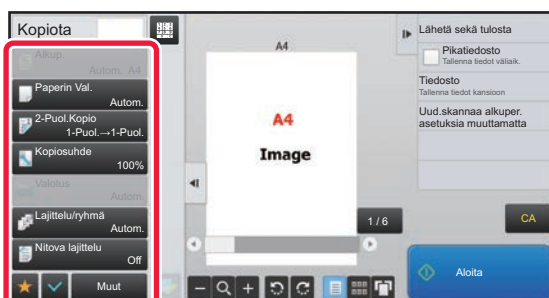 Kopiota
Alkup.
Autom. A4
Paperin Val.
Autom.
2-Puol.Kopio
1-Puol.→1-Puol.
Kopiosuhde
100%
Valotus
Autom.
Lajittelu/ryhmä
Autom.
Nitova lajittelu
Off
Muut
A4
A4
Image
1 / 6
Lähetä sekä tulosta
Pikatiedosto
Tallenna tiedot väliaik.
Tiedosto
Tallenna tiedot kansioon
Uud.skannaa alkuper.
asetuksia muuttamatta
CA
Aloita